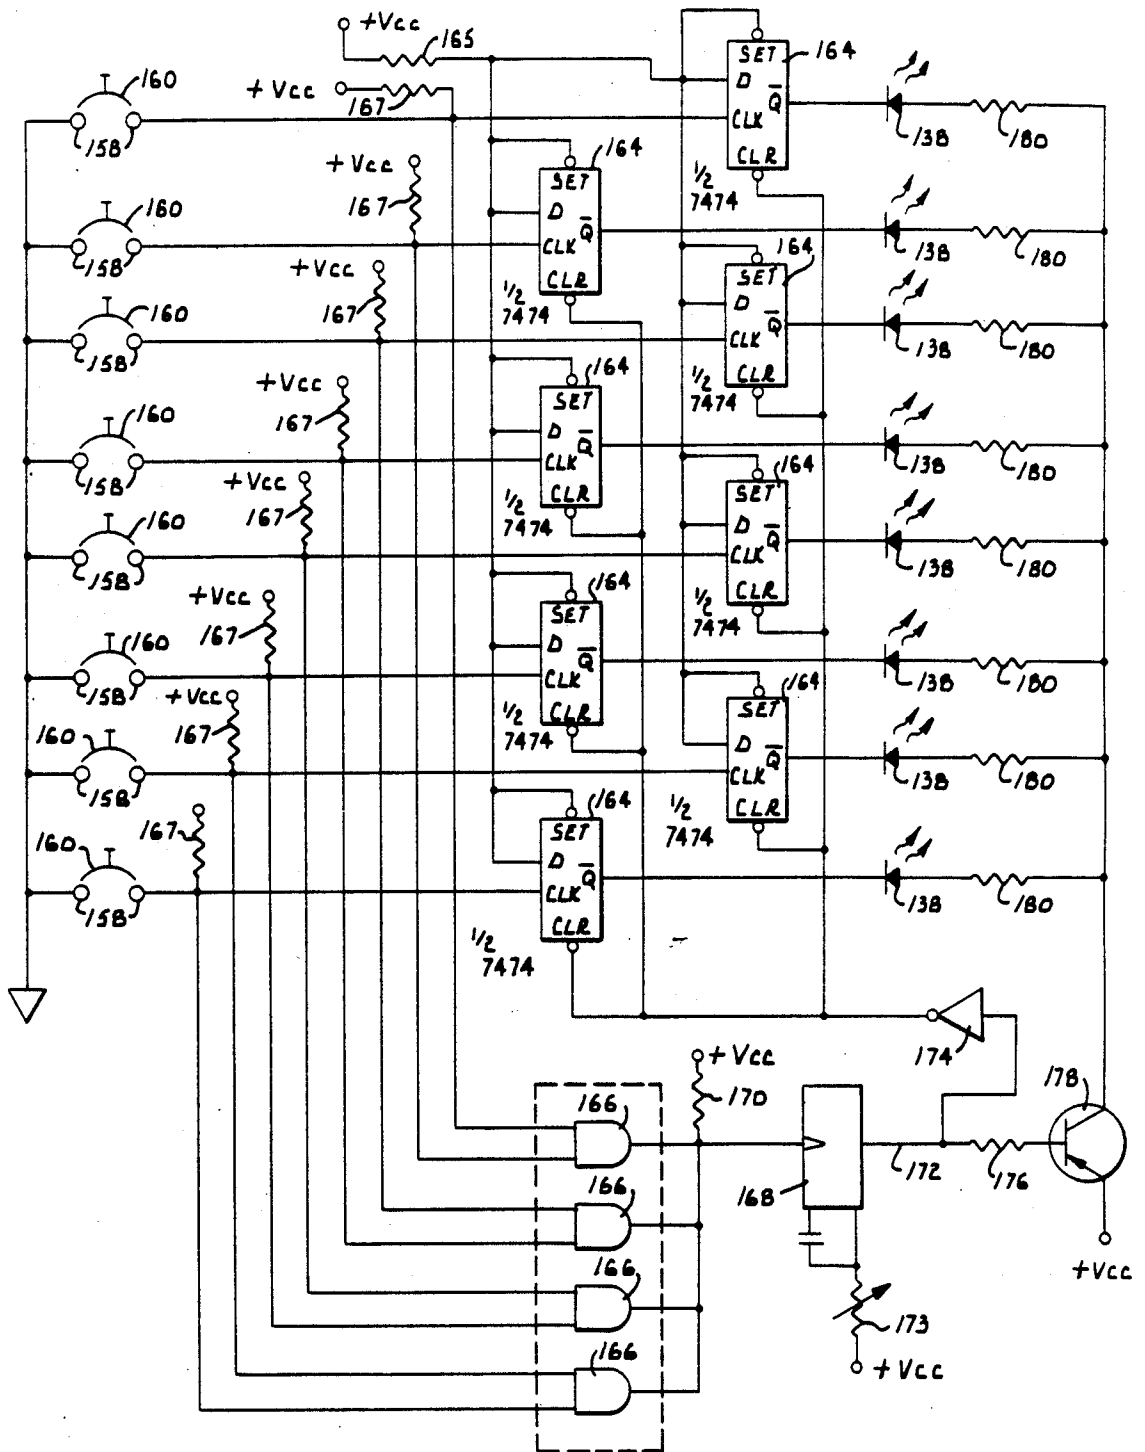 +Vcc
165
+ Vcc
167
160
158
SET
164
D
Q̅
CLK
CLR
1/2
7474
138
180
+ Vcc
167
160
158
164
SET
D
Q̅
CLK
CLR
1/2
7474
138
180
+Vcc
167
160
158
164
SET
D
Q̅
CLK
CLR
1/2
7474
138
180
+Vcc
167
160
158
164
SET
D
Q̅
CLK
CLR
1/2
7474
138
180
+Vcc
167
160
158
164
SET
D
Q̅
CLK
CLR
1/2
7474
138
180
+Vcc
167
160
158
164
SET
D
Q̅
CLK
CLR
1/2
7474
138
180
+Vcc
167
160
158
164
SET
D
Q̅
CLK
CLR
1/2
7474
138
180
167
160
158
164
SET
D
Q̅
CLK
CLR
1/2
7474
138
180
174
+ Vcc
170
178
166
168
172
176
166
166
166
173
+ Vcc
+Vcc